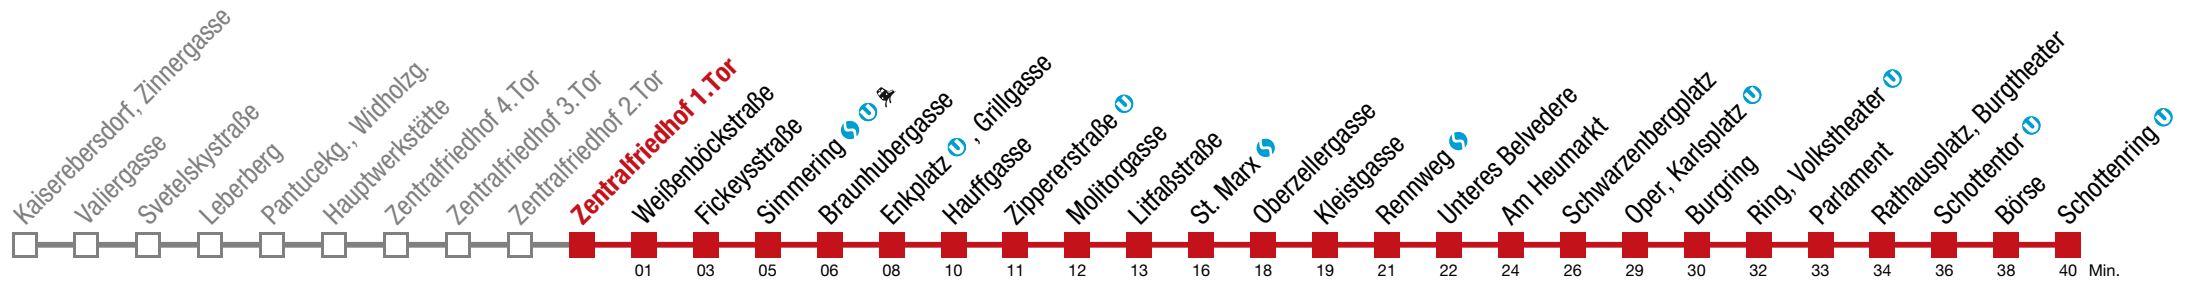 Kaiserebersdorf, Zinnergasse
Valiergasse
Svetelskystraße
Leberberg
Pantucekg., Widholzg.
Hauptwerkstätte
Zentralfriedhof 4.Tor
Zentralfriedhof 3.Tor
Zentralfriedhof 2.Tor
Zentralfriedhof 1.Tor
Weißenböckstraße
Fickeysstraße
Simmering S U
Braunhubergasse
Enkplatz U , Grillgasse
Hauffgasse
Zippererstraße U
Molitorgasse
Litfaßstraße
St. Marx S
Oberzellergasse
Kleistgasse
Rennweg S
Unteres Belvedere
Am Heumarkt
Schwarzenbergplatz
Oper, Karlsplatz U
Burgring
Ring, Volkstheater U
Parlament
Rathausplatz, Burgtheater
Schottentor U
Börse
Schottenring U
01 03 05 06 08 10 11 12 13 16 18 19 21 22 24 26 29 30 32 33 34 36 38 40 Min.